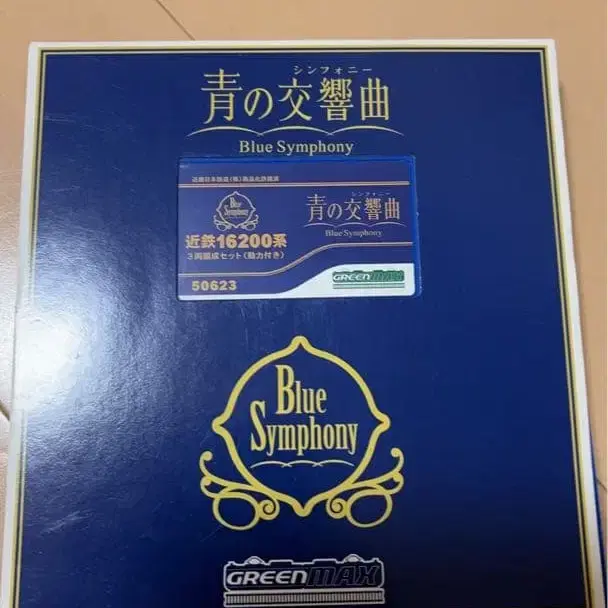 シンフォニー
青の交響曲
Blue Symphony
近畿日本鉄道(株)商品化許諾済
Blue
Symphony
シンフォニー
青の交響曲
Blue Symphony
近鉄16200系
3両編成セット(動力付き)
GREENMAX
50623
Blue
Symphony
GREENMAX